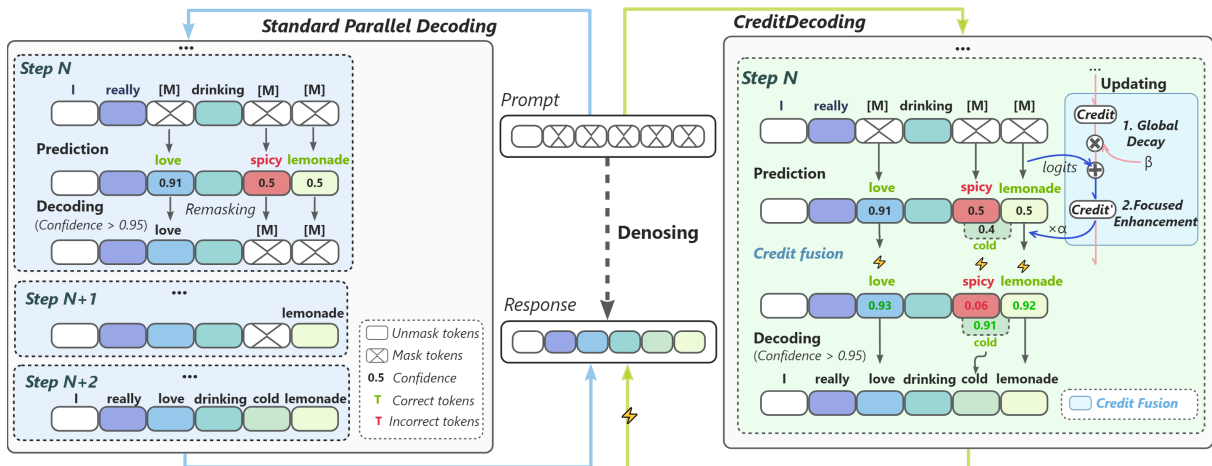 Standard Parallel Decoding
CreditDecoding
...
Step N
I really [M] drinking [M] [M]
Prediction
love spicy lemonade
0.91 0.5 0.5
Decoding
Remasking
(Confidence > 0.95)
love [M] [M]
Step N+1
...
lemonade
Step N+2
...
I really love drinking cold lemonade
Unmask tokens
Mask tokens
0.5 Confidence
T Correct tokens
T Incorrect tokens
Prompt
Denosing
Response
...
Step N
I really [M] drinking [M] [M]
Prediction
love spicy lemonade
0.91 0.5 0.5
0.4
cold
Credit fusion
love spicy lemonade
0.93 0.06 0.92
0.91
cold
Decoding
(Confidence > 0.95)
I really love drinking cold lemonade
...
Updating
Credit
1. Global
Decay
β
logits
Credit'
2.Focused
Enhancement
×α
Credit Fusion